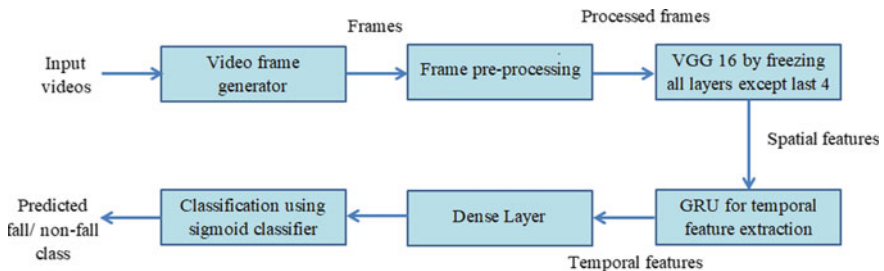 Processed frames
Frames
Input
videos
Video frame
generator
Frame pre-processing
VGG 16 by freezing
all layers except last 4
Spatial features
Predicted
fall/ non-fall
class
Classification using
sigmoid classifier
Dense Layer
GRU for temporal
feature extraction
Temporal features